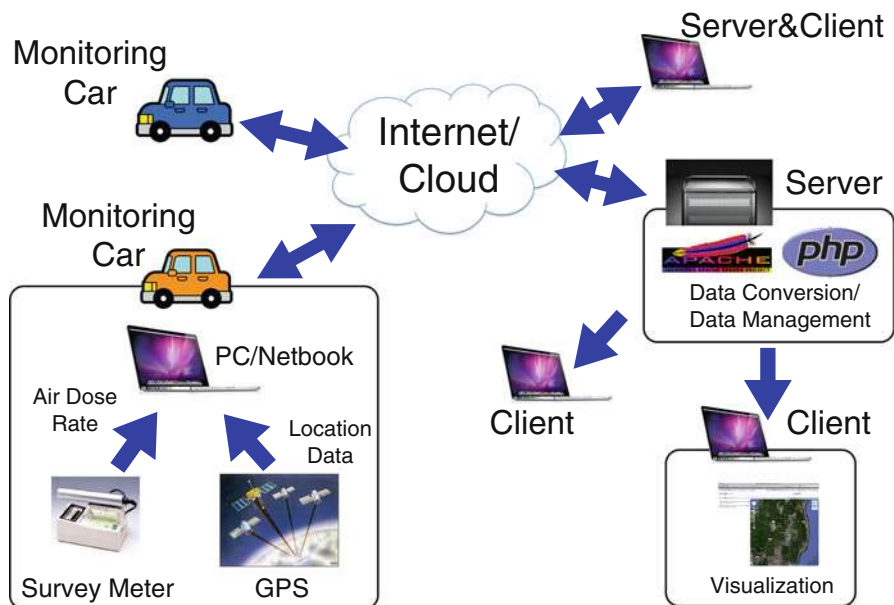 Monitoring
Car
Server&Client
Internet/
Cloud
Server
Monitoring
Car
APACHE
php
Data Conversion/
Data Management
PC/Netbook
Air Dose
Rate
Location
Data
Client
Client
Survey Meter
GPS
Visualization